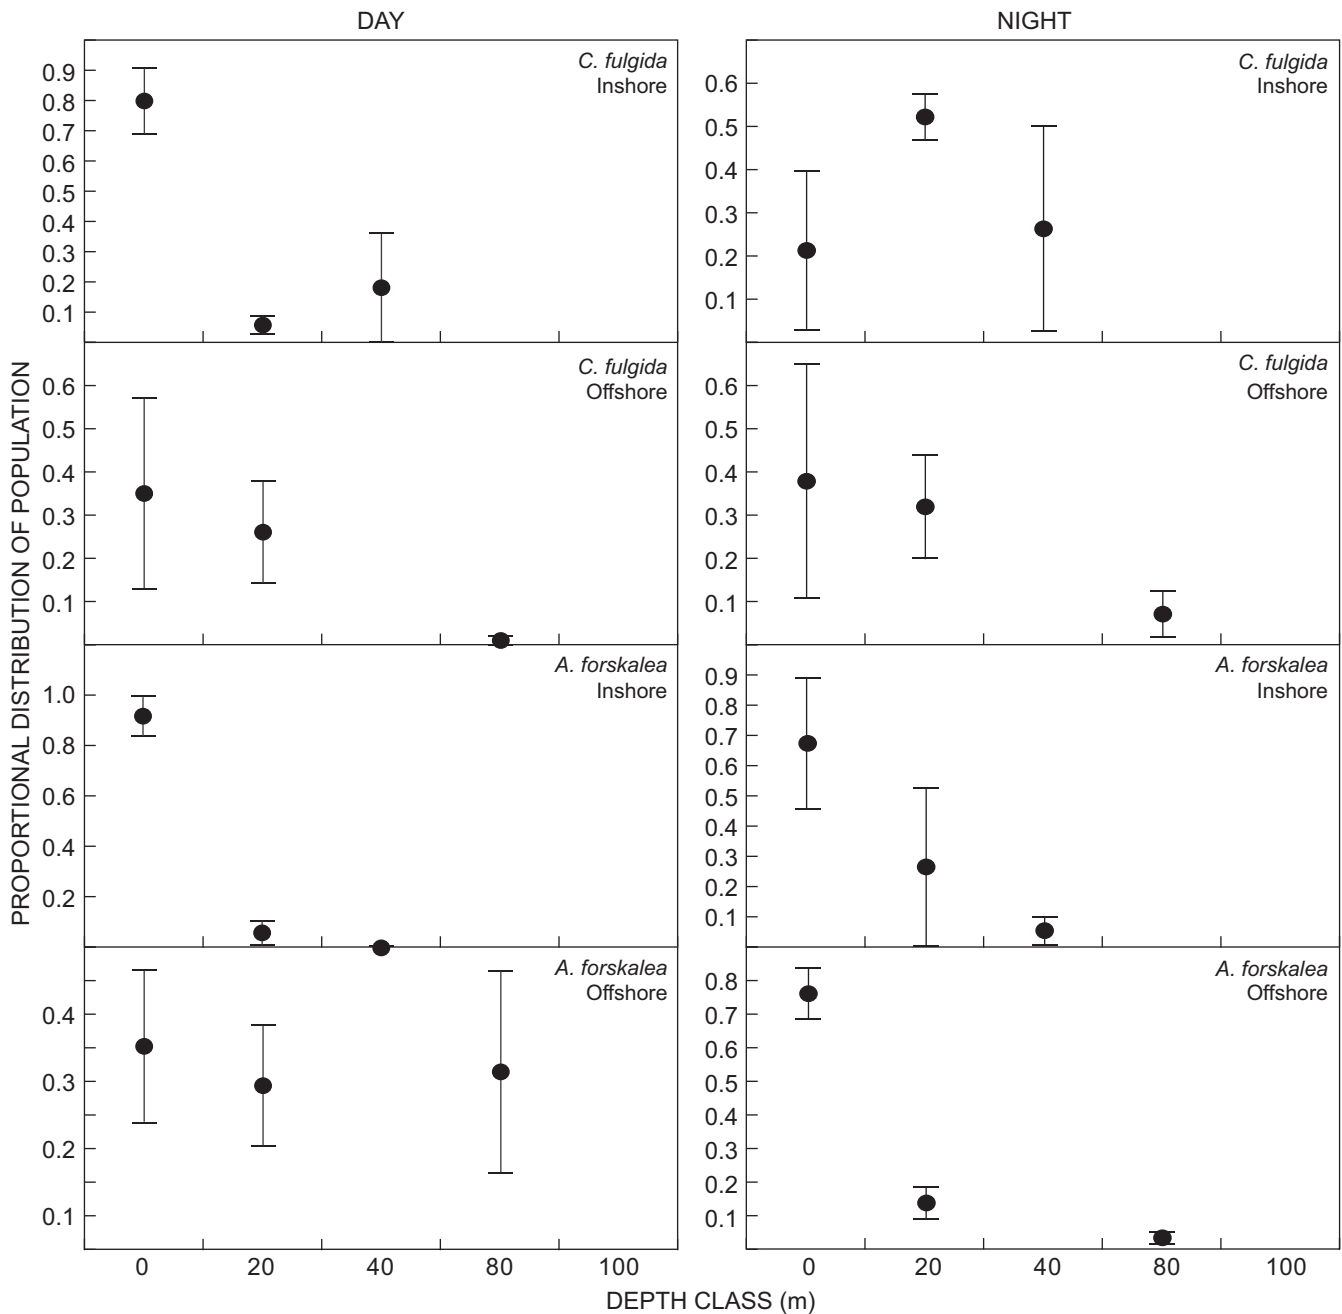 DAY
NIGHT
PROPORTIONAL DISTRIBUTION OF POPULATION
C. fulgida
Inshore
0.9
0.8
0.7
0.6
0.5
0.4
0.3
0.2
0.1
C. fulgida
Inshore
0.6
0.5
0.4
0.3
0.2
0.1
C. fulgida
Offshore
0.6
0.5
0.4
0.3
0.2
0.1
C. fulgida
Offshore
0.6
0.5
0.4
0.3
0.2
0.1
A. forskalea
Inshore
1.0
0.8
0.6
0.4
0.2
A. forskalea
Inshore
0.9
0.8
0.7
0.6
0.5
0.4
0.3
0.2
0.1
A. forskalea
Offshore
0.4
0.3
0.2
0.1
A. forskalea
Offshore
0.8
0.7
0.6
0.5
0.4
0.3
0.2
0.1
0 20 40 80 100
0 20 40 80 100
DEPTH CLASS (m)